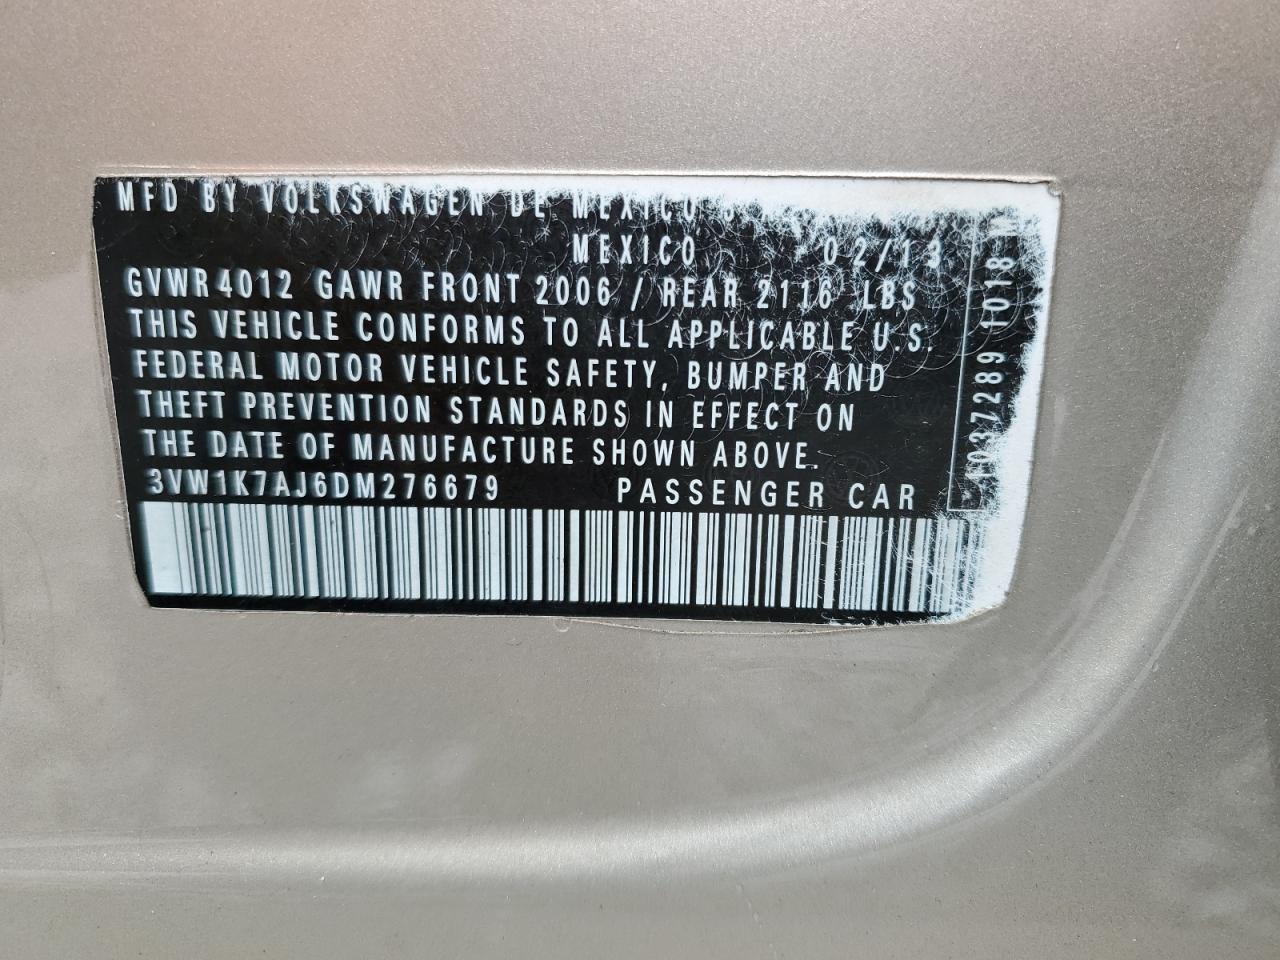 MFD BY VOLKSWAGEN DE MEXICO
MEXICO 02/13
GVWR 4012 GAWR FRONT 2006 / REAR 2116 LBS
THIS VEHICLE CONFORMS TO ALL APPLICABLE U.S.
FEDERAL MOTOR VEHICLE SAFETY, BUMPER AND
THEFT PREVENTION STANDARDS IN EFFECT ON
THE DATE OF MANUFACTURE SHOWN ABOVE.
3VW1K7AJ6DM276679 PASSENGER CAR
1018